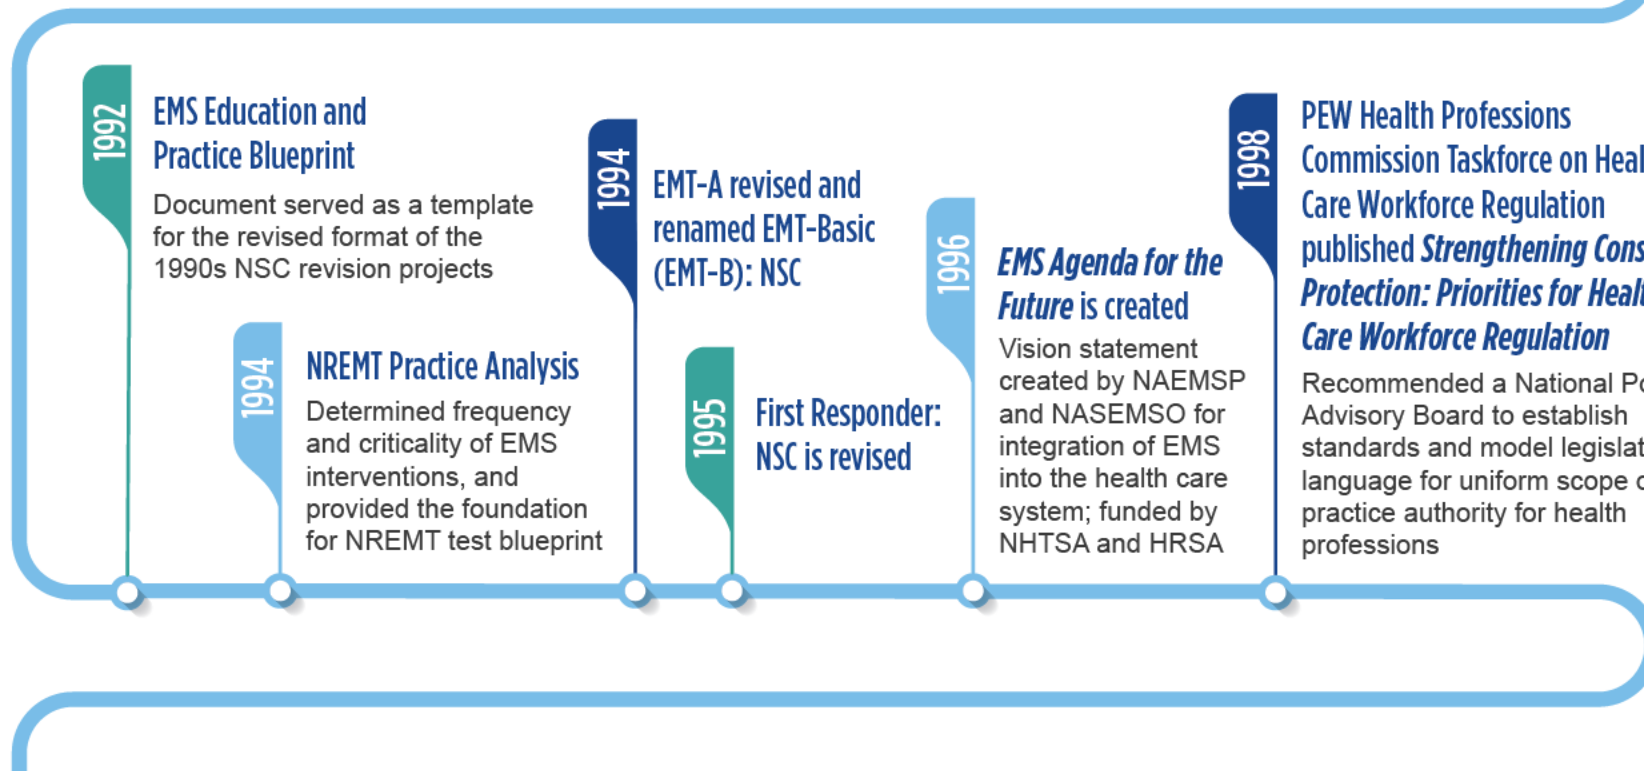 1992
EMS Education and
Practice Blueprint
Document served as a template
for the revised format of the
1990s NSC revision projects
1994
NREMT Practice Analysis
Determined frequency
and criticality of EMS
interventions, and
provided the foundation
for NREMT test blueprint
1994
EMT-A revised and
renamed EMT-Basic
(EMT-B): NSC
1995
First Responder:
NSC is revised
1996
EMS Agenda for the
Future is created
Vision statement
created by NAEMSP
and NASEMSO for
integration of EMS
into the health care
system; funded by
NHTSA and HRSA
1998
PEW Health Professions
Commission Taskforce on
Care Workforce Regulation
published Strengthening
Protection: Priorities for
Care Workforce Regulation
Recommended a National
Advisory Board to establish
standards and model
language for uniform scope
practice authority for health
professions